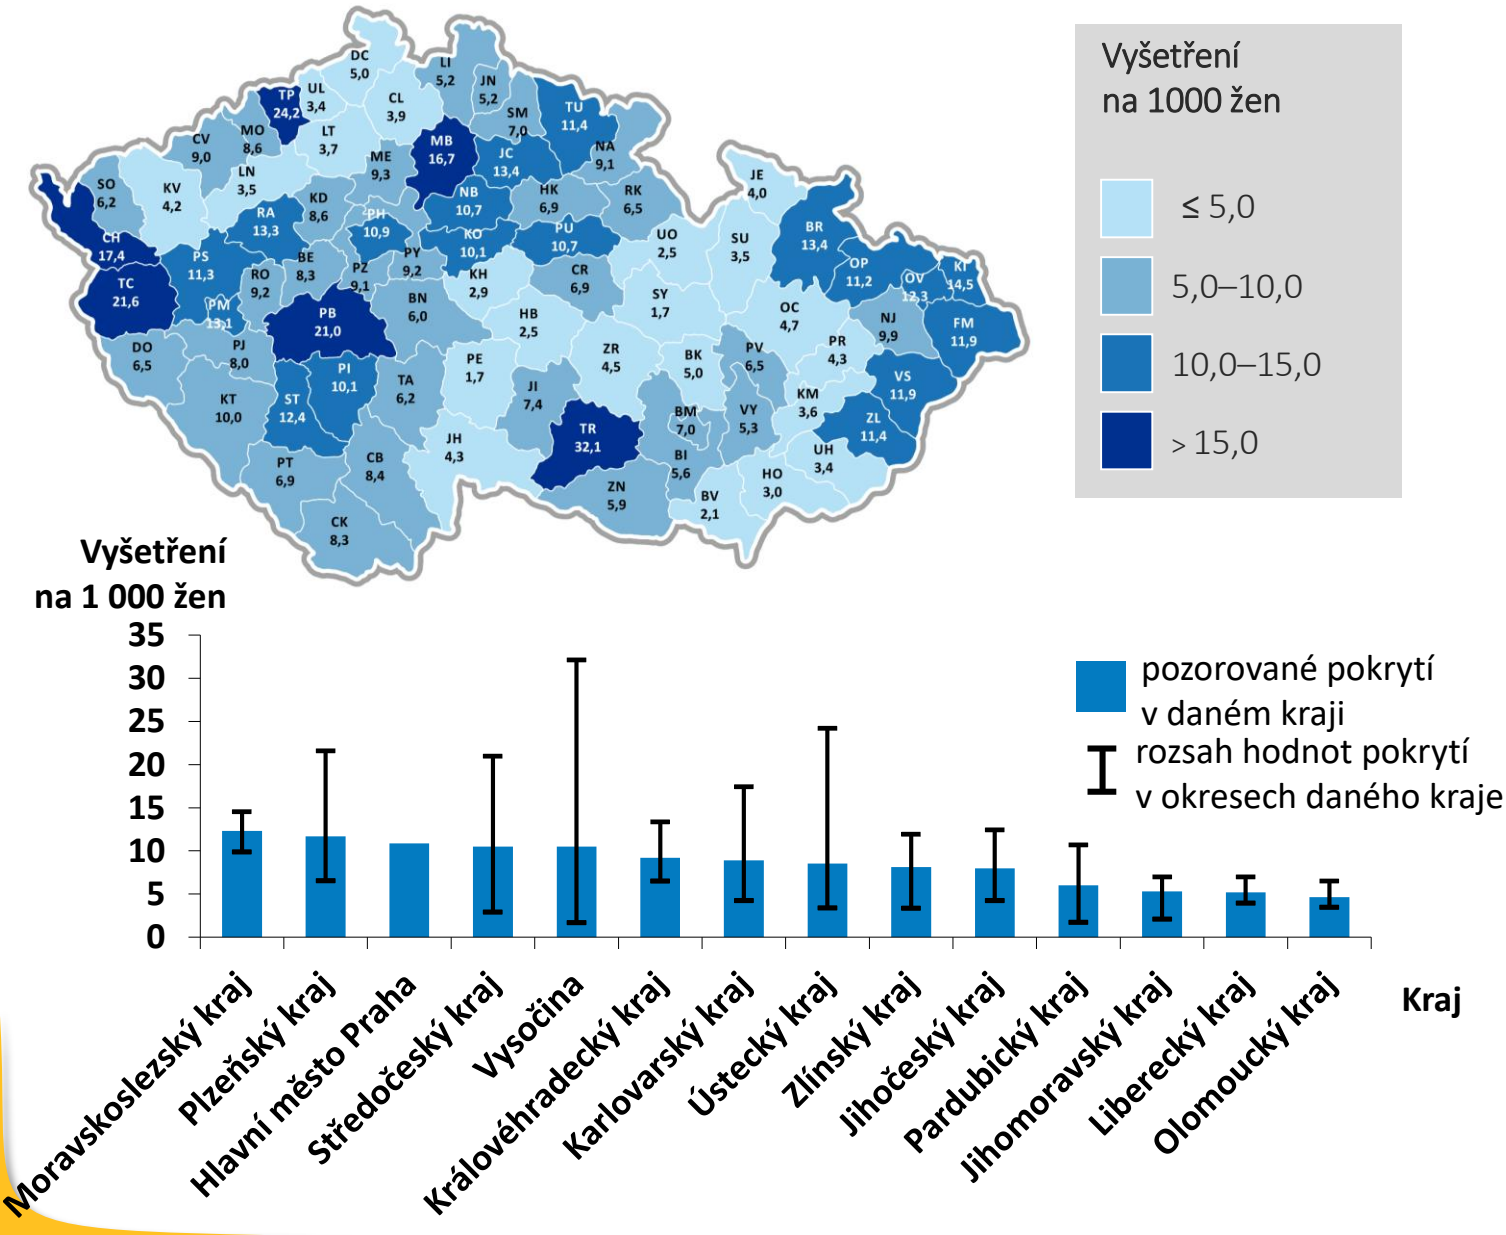 DC
5,0
LI
5,2
JN
5,2
UL
3,4
TP
24,2
CL
3,9
TU
11,4
SM
7,0
MO
8,6
CV
9,0
LT
3,7
MB
16,7
JC
13,4
NA
9,1
ME
9,3
LN
3,5
SO
6,2
KV
4,2
KD
8,6
NB
10,7
HK
6,9
RK
6,5
JE
4,0
RA
13,3
PH
10,9
KO
10,1
PU
10,7
UO
2,5
SU
3,5
BR
13,4
CH
17,4
PS
11,3
BE
8,3
PY
9,2
PZ
9,1
RO
9,2
KH
2,9
CR
6,9
OP
11,2
OV
12,3
KI
14,5
TC
21,6
PM
13,1
PB
21,0
BN
6,0
HB
2,5
SY
1,7
OC
4,7
NJ
9,9
FM
11,9
DO
6,5
PJ
8,0
PE
1,7
ZR
4,5
BK
5,0
PV
6,5
PR
4,3
PI
10,1
TA
6,2
JI
7,4
VS
11,9
KT
10,0
ST
12,4
KM
3,6
BM
7,0
VY
5,3
ZL
11,4
TR
32,1
JH
4,3
UH
3,4
PT
6,9
CB
8,4
BI
5,6
HO
3,0
ZN
5,9
BV
2,1
CK
8,3
Vyšetření
na 1000 žen
≤ 5,0
5,0–10,0
10,0–15,0
> 15,0
Vyšetření
na 1 000 žen
35
30
25
20
15
10
5
0
pozorované pokrytí
v daném kraji
rozsah hodnot pokrytí
v okresech daného kraje
Moravskoslezský kraj
Plzeňský kraj
Hlavní město Praha
Středočeský kraj
Vysočina
Královéhradecký kraj
Karlovarský kraj
Ústecký kraj
Zlínský kraj
Jihočeský kraj
Pardubický kraj
Jihomoravský kraj
Liberecký kraj
Olomoucký kraj
Kraj